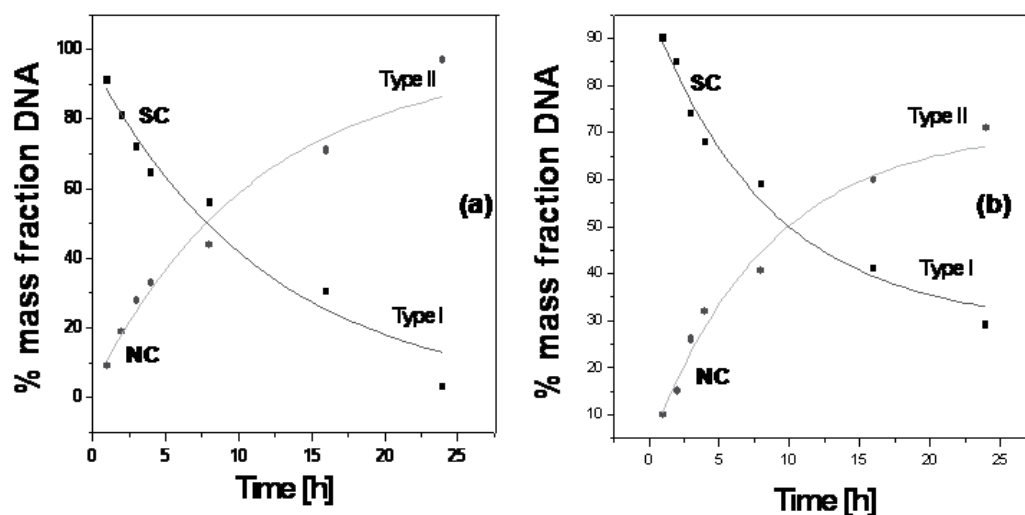 % mass fraction DNA
100
80
60
40
20
0
SC
NC
Type II
Type I
(a)
0
5
10
15
20
25
Time [h]
% mass fraction DNA
90
80
70
60
50
40
30
20
10
SC
NC
Type II
Type I
(b)
0
5
10
15
20
25
Time [h]